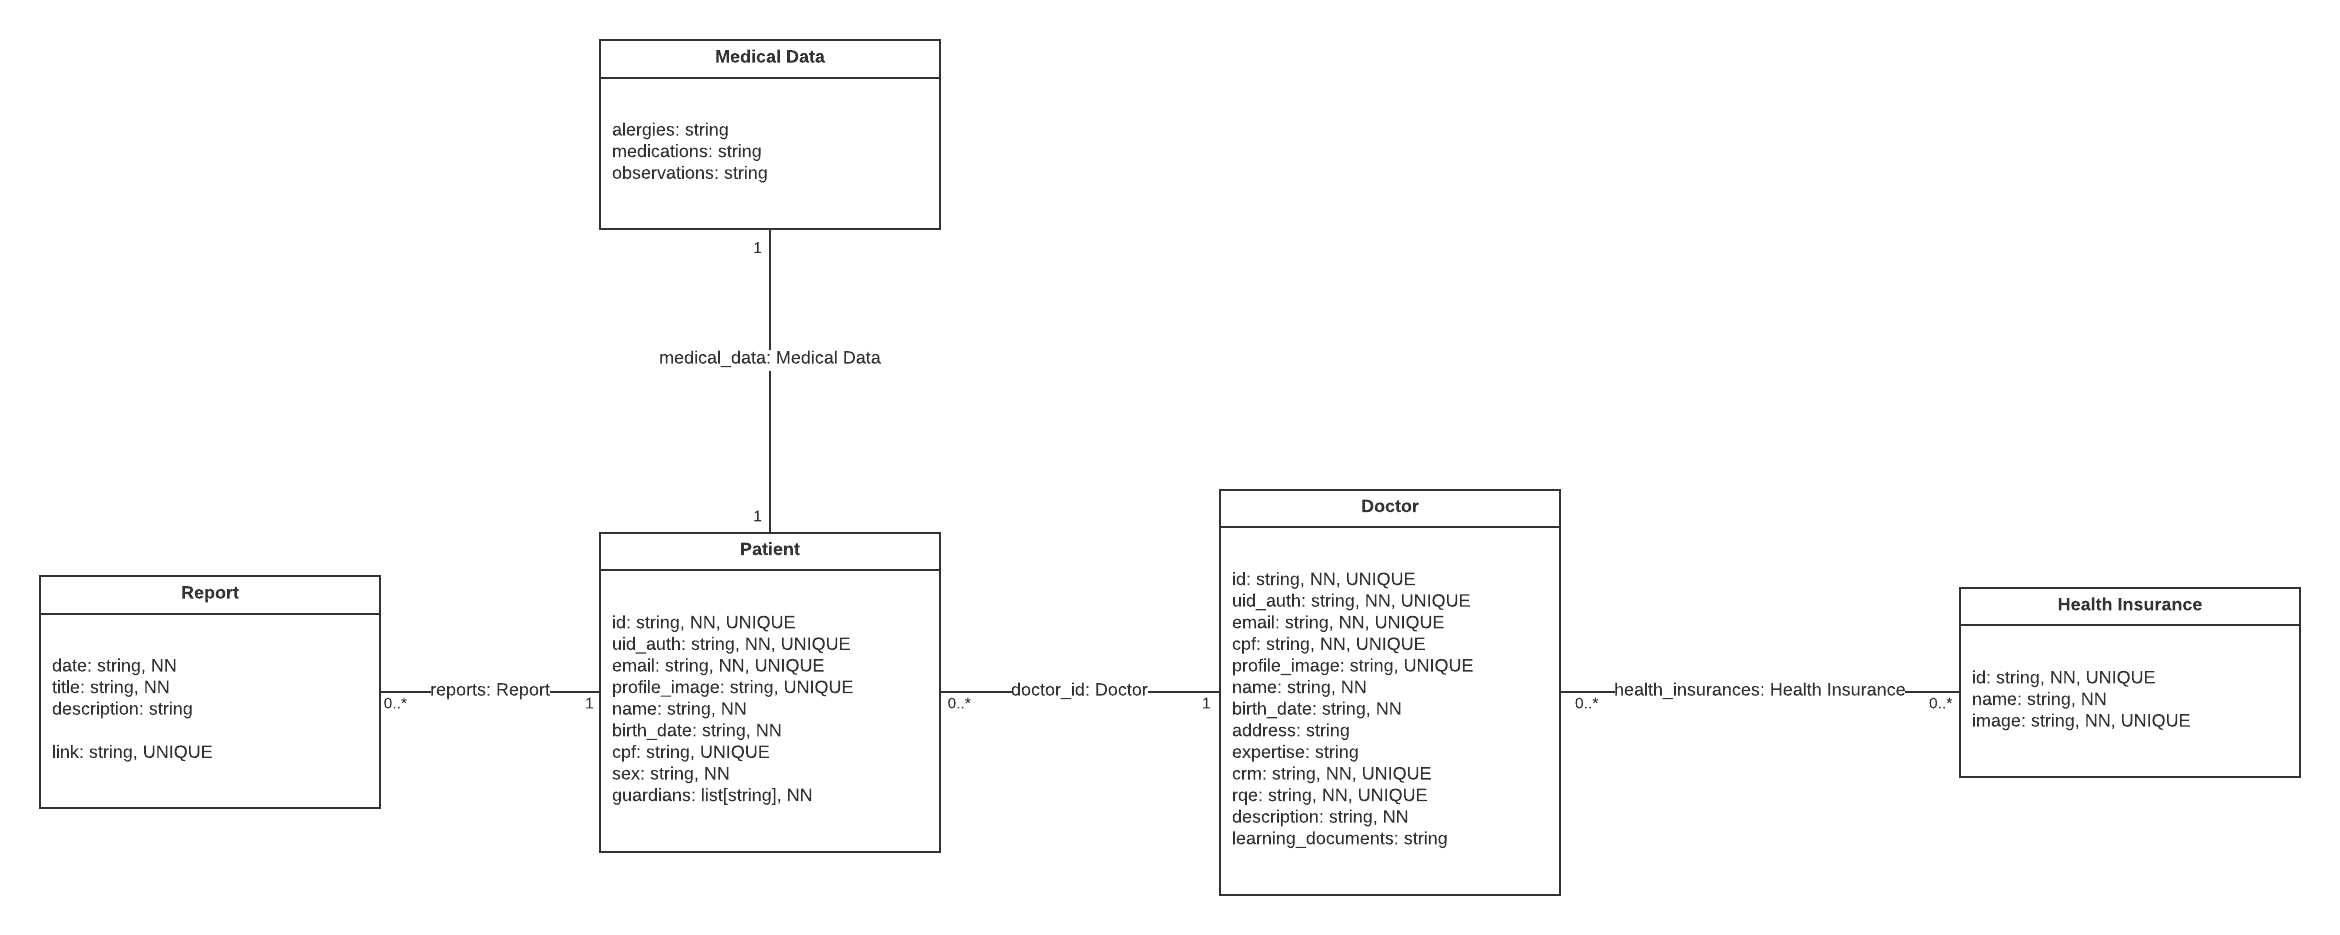 Medical Data
alergies: string
medications: string
observations: string
1
medical_data: Medical Data
1
Report
date: string, NN
title: string, NN
description: string
link: string, UNIQUE
0..*
reports: Report
1
Patient
id: string, NN, UNIQUE
uid_auth: string, NN, UNIQUE
email: string, NN, UNIQUE
profile_image: string, UNIQUE
name: string, NN
birth_date: string, NN
cpf: string, UNIQUE
sex: string, NN
guardians: list[string], NN
0..*
doctor_id: Doctor
1
Doctor
id: string, NN, UNIQUE
uid_auth: string, NN, UNIQUE
email: string, NN, UNIQUE
cpf: string, NN, UNIQUE
profile_image: string, UNIQUE
name: string, NN
birth_date: string, NN
address: string
expertise: string
crm: string, NN, UNIQUE
rqe: string, NN, UNIQUE
description: string, NN
learning_documents: string
0..*
health_insurances: Health Insurance
0..*
Health Insurance
id: string, NN, UNIQUE
name: string, NN
image: string, NN, UNIQUE